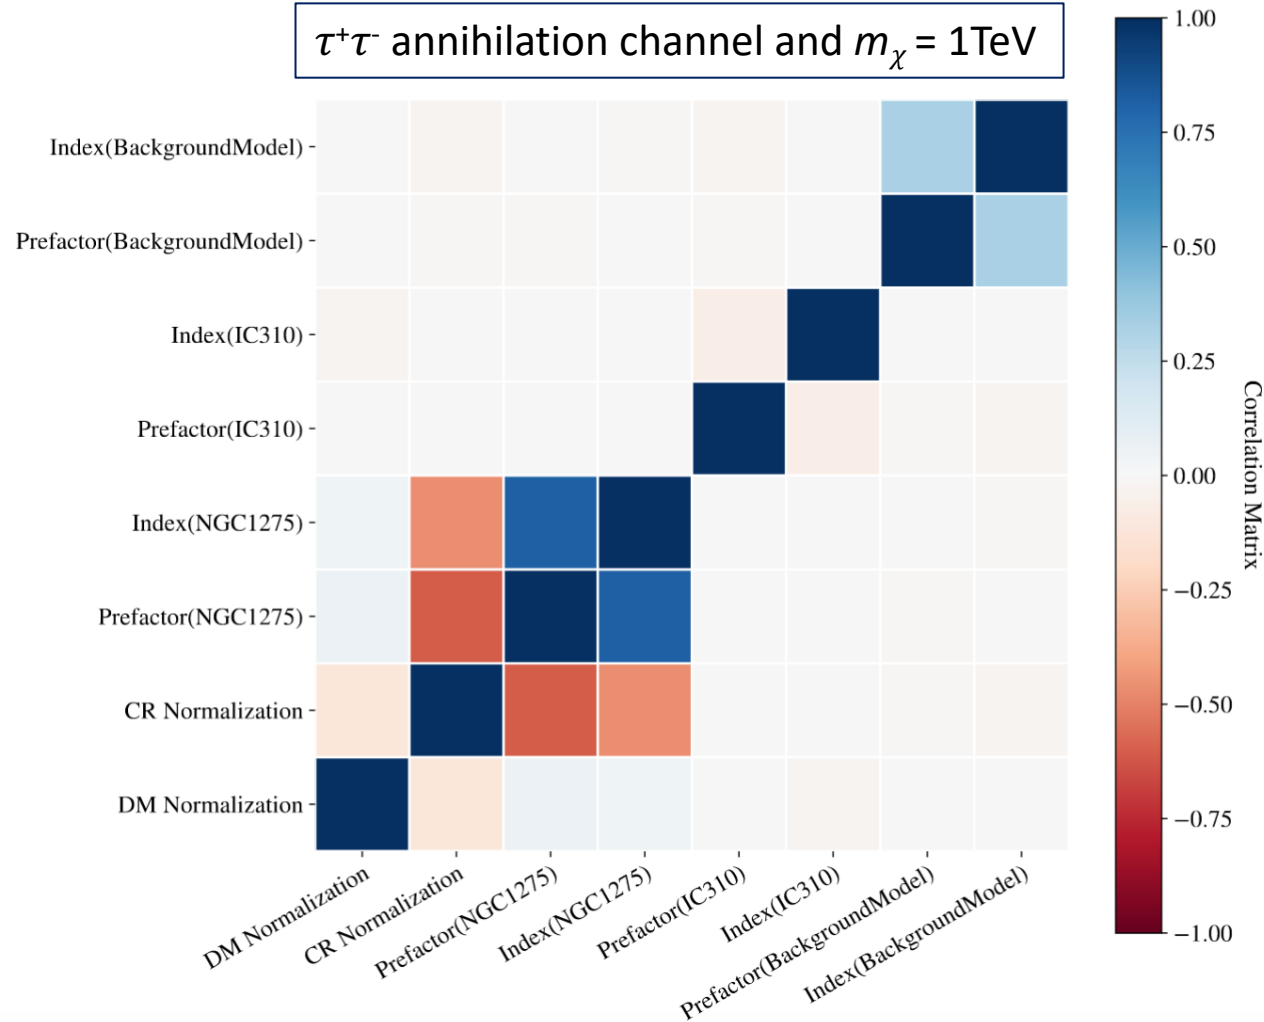 τ⁺τ⁻ annihilation channel and mχ = 1TeV
Index(BackgroundModel)
Prefactor(BackgroundModel)
Index(IC310)
Prefactor(IC310)
Index(NGC1275)
Prefactor(NGC1275)
CR Normalization
DM Normalization
DM Normalization
CR Normalization
Prefactor(NGC1275)
Index(NGC1275)
Prefactor(IC310)
Index(IC310)
Prefactor(BackgroundModel)
Index(BackgroundModel)
1.00
0.75
0.50
0.25
0.00
−0.25
−0.50
−0.75
−1.00
Correlation Matrix